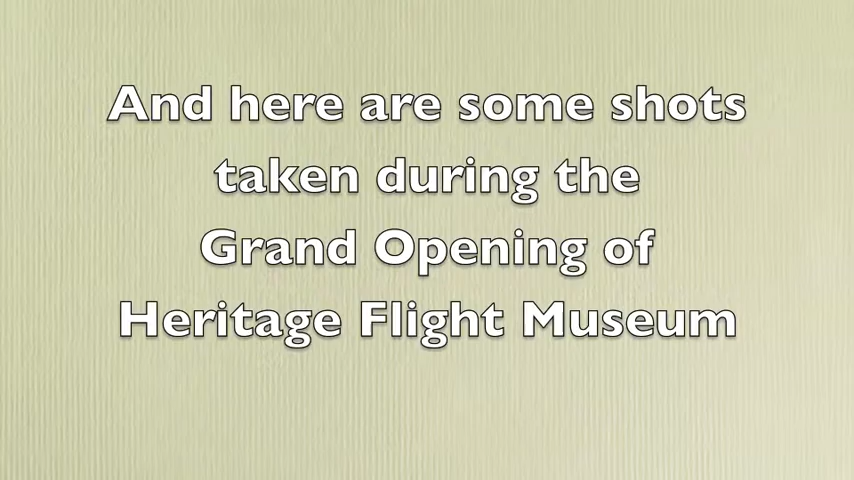 And here are some shots
taken during the
Grand Opening of
Heritage Flight Museum